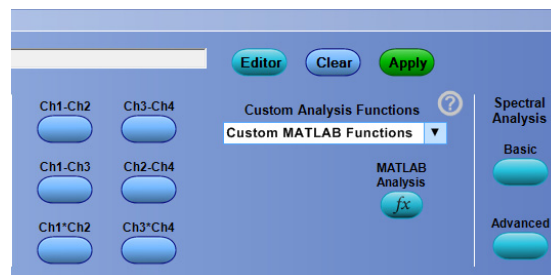 Editor Clear Apply
Ch1-Ch2 Ch3-Ch4
Custom Analysis Functions ?
Spectral
Analysis
Custom MATLAB Functions ▼
Basic
Ch1-Ch3 Ch2-Ch4
MATLAB
Analysis
fx
Ch1*Ch2 Ch3*Ch4
Advanced